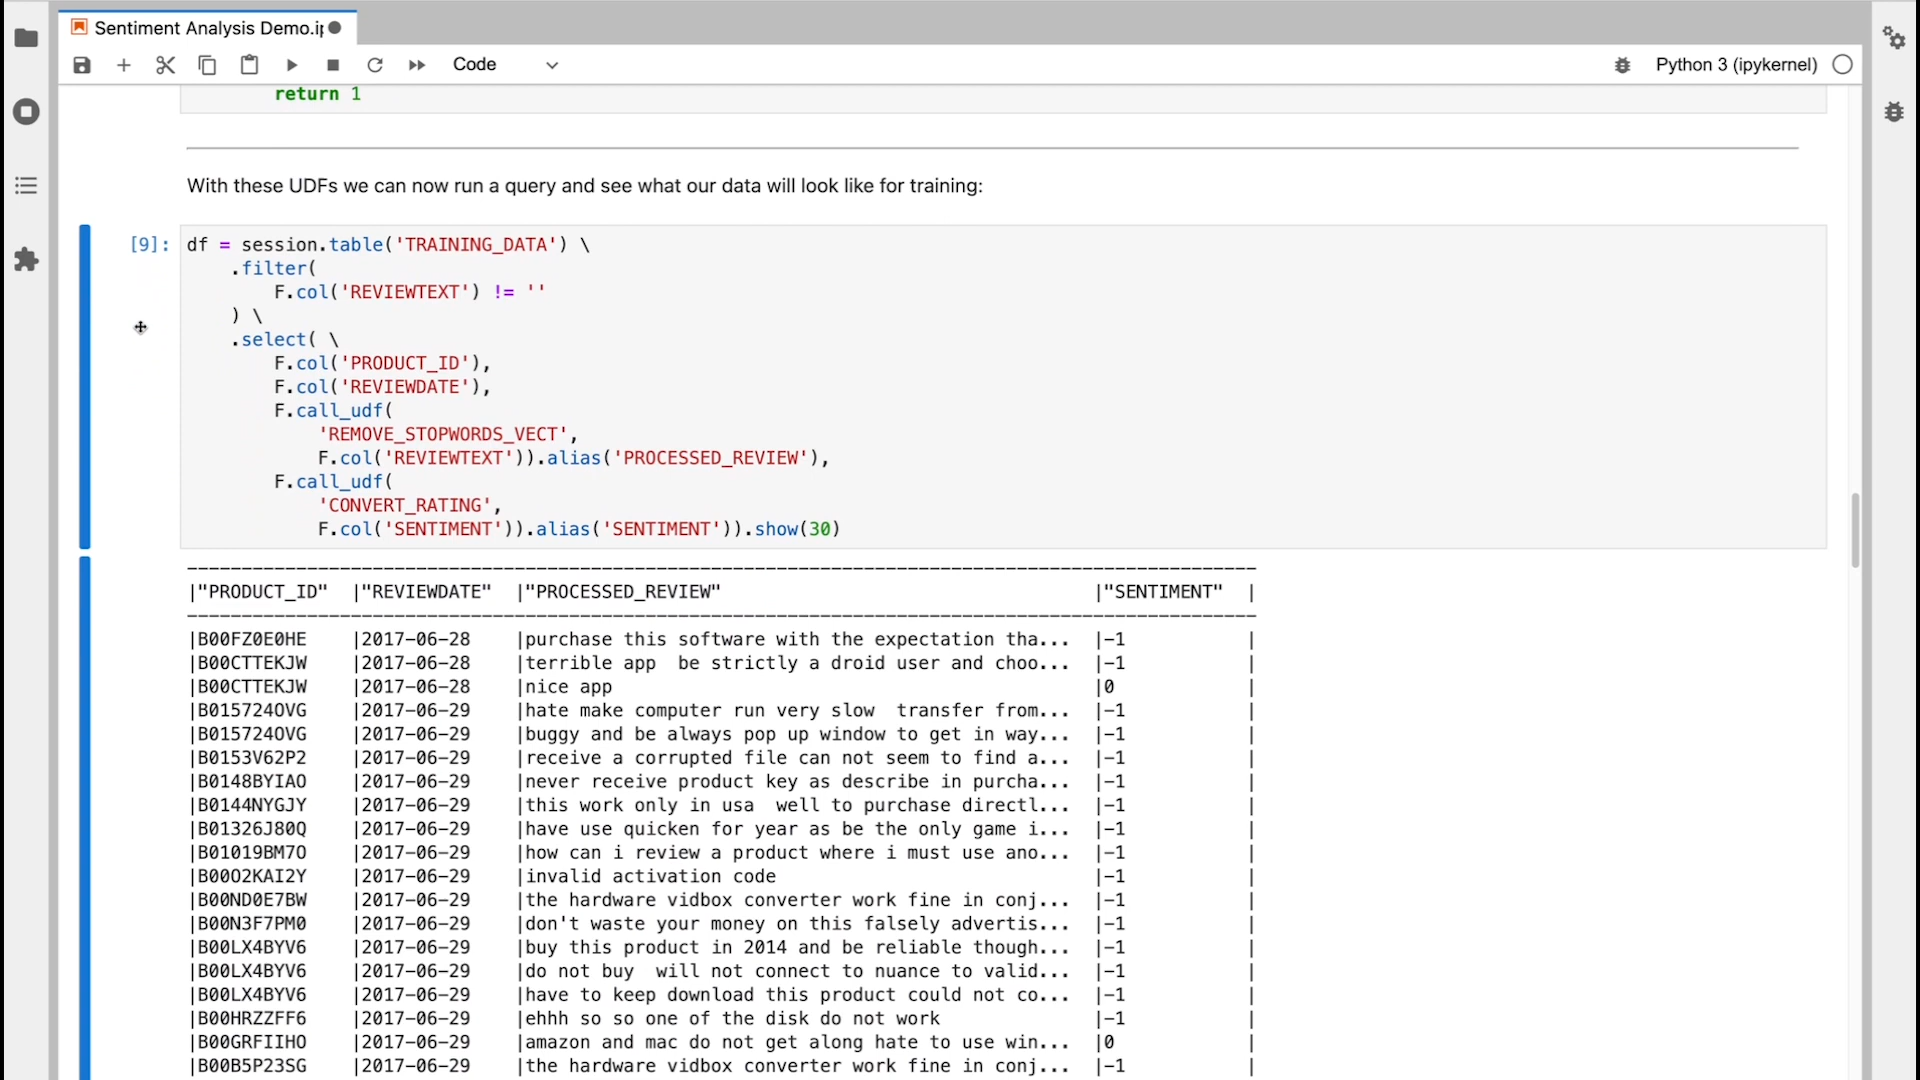 Sentiment Analysis Demo.ip
Code
Python 3 (ipykernel)
return 1
With these UDFs we can now run a query and see what our data will look like for training:
[9]: df = session.table('TRAINING_DATA') \
.filter(
F.col('REVIEWTEXT') != ''
) \
.select( \
F.col('PRODUCT_ID'),
F.col('REVIEWDATE'),
F.call_udf(
'REMOVE_STOPWORDS_VECT',
F.col('REVIEWTEXT')).alias('PROCESSED_REVIEW'),
F.call_udf(
'CONVERT_RATING',
F.col('SENTIMENT')).alias('SENTIMENT')).show(30)
|"PRODUCT_ID" |"REVIEWDATE" |"PROCESSED_REVIEW" |"SENTIMENT" |
|B00FZ0E0HE |2017-06-28 |purchase this software with the expectation tha... |-1 |
|B00CTTEKJW |2017-06-28 |terrible app be strictly a droid user and choo... |-1 |
|B00CTTEKJW |2017-06-28 |nice app |0 |
|B015724OVG |2017-06-29 |hate make computer run very slow transfer from... |-1 |
|B015724OVG |2017-06-29 |buggy and be always pop up window to get in way... |-1 |
|B0153V62P2 |2017-06-29 |receive a corrupted file can not seem to find a... |-1 |
|B0148BYIAO |2017-06-29 |never receive product key as describe in purcha... |-1 |
|B0144NYGJY |2017-06-29 |this work only in usa well to purchase directl... |-1 |
|B01326J80Q |2017-06-29 |have use quicken for year as be the only game i... |-1 |
|B01019BM7O |2017-06-29 |how can i review a product where i must use ano... |-1 |
|B00O2KAI2Y |2017-06-29 |invalid activation code |-1 |
|B00ND0E7BW |2017-06-29 |the hardware vidbox converter work fine in conj... |-1 |
|B00N3F7PM0 |2017-06-29 |don't waste your money on this falsely advertis... |-1 |
|B00LX4BYV6 |2017-06-29 |buy this product in 2014 and be reliable though... |-1 |
|B00LX4BYV6 |2017-06-29 |do not buy will not connect to nuance to valid... |-1 |
|B00LX4BYV6 |2017-06-29 |have to keep download this product could not co... |-1 |
|B00HRZZFF6 |2017-06-29 |ehhh so so one of the disk do not work |-1 |
|B00GRFIIHO |2017-06-29 |amazon and mac do not get along hate to use win... |0 |
|B00B5P23SG |2017-06-29 |the hardware vidbox converter work fine in conj... |-1 |